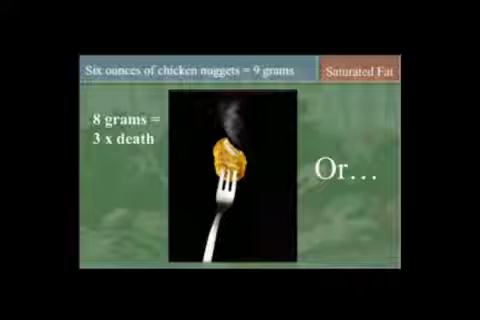 Six ounces of chicken nuggets = 9 grams
Saturated Fat
8 grams =
3 x death
Or…